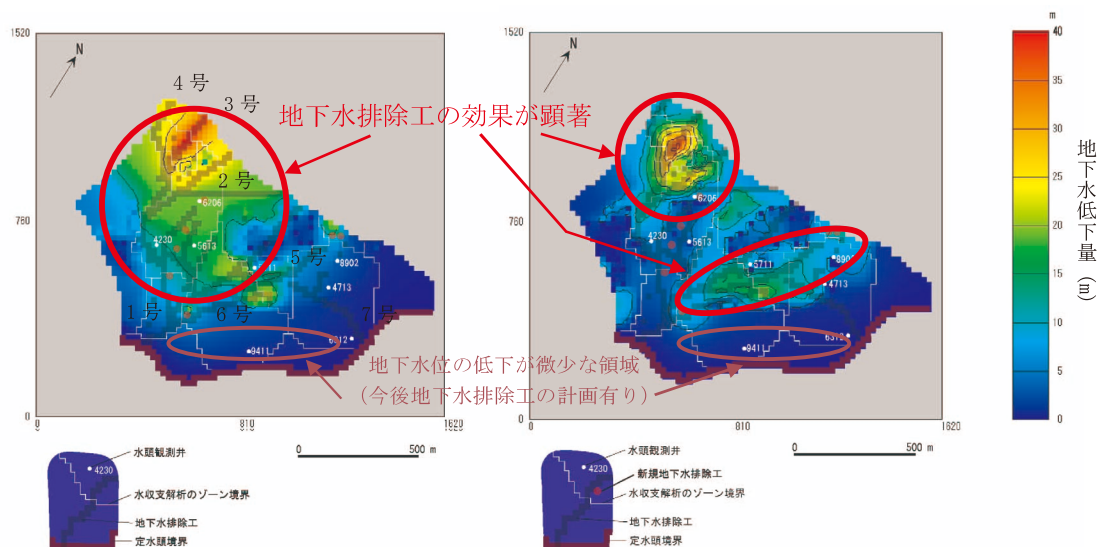 m
1520
1520
40
N
N
4号
3号
地下水排除工の効果が顕著
35
30
25
2号
6206
6206
780
780
20
4230
5613
4230
5613
5号
8902
8902
4711
15
4713
4713
10
1号
6号
7号
6312
9411
9411
5
地下水位の低下が微少な領域
(今後地下水排除工の計画有り)
0
0
0
0
810
1620
0
810
1620
地下水低下量(m)
0 500 m
0 500 m
水頭観測井
4230
水収支解析のゾーン境界
地下水排除工
定水頭境界
水頭観測井
4230
新規地下水排除工
水収支解析のゾーン境界
地下水排除工
定水頭境界